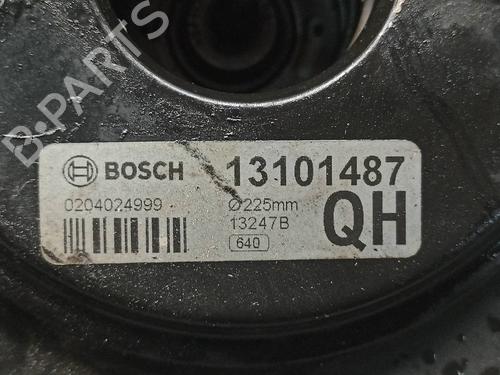 B-PARTS
BOSCH 13101487
0204024999 Ø225mm QH
13247B
640